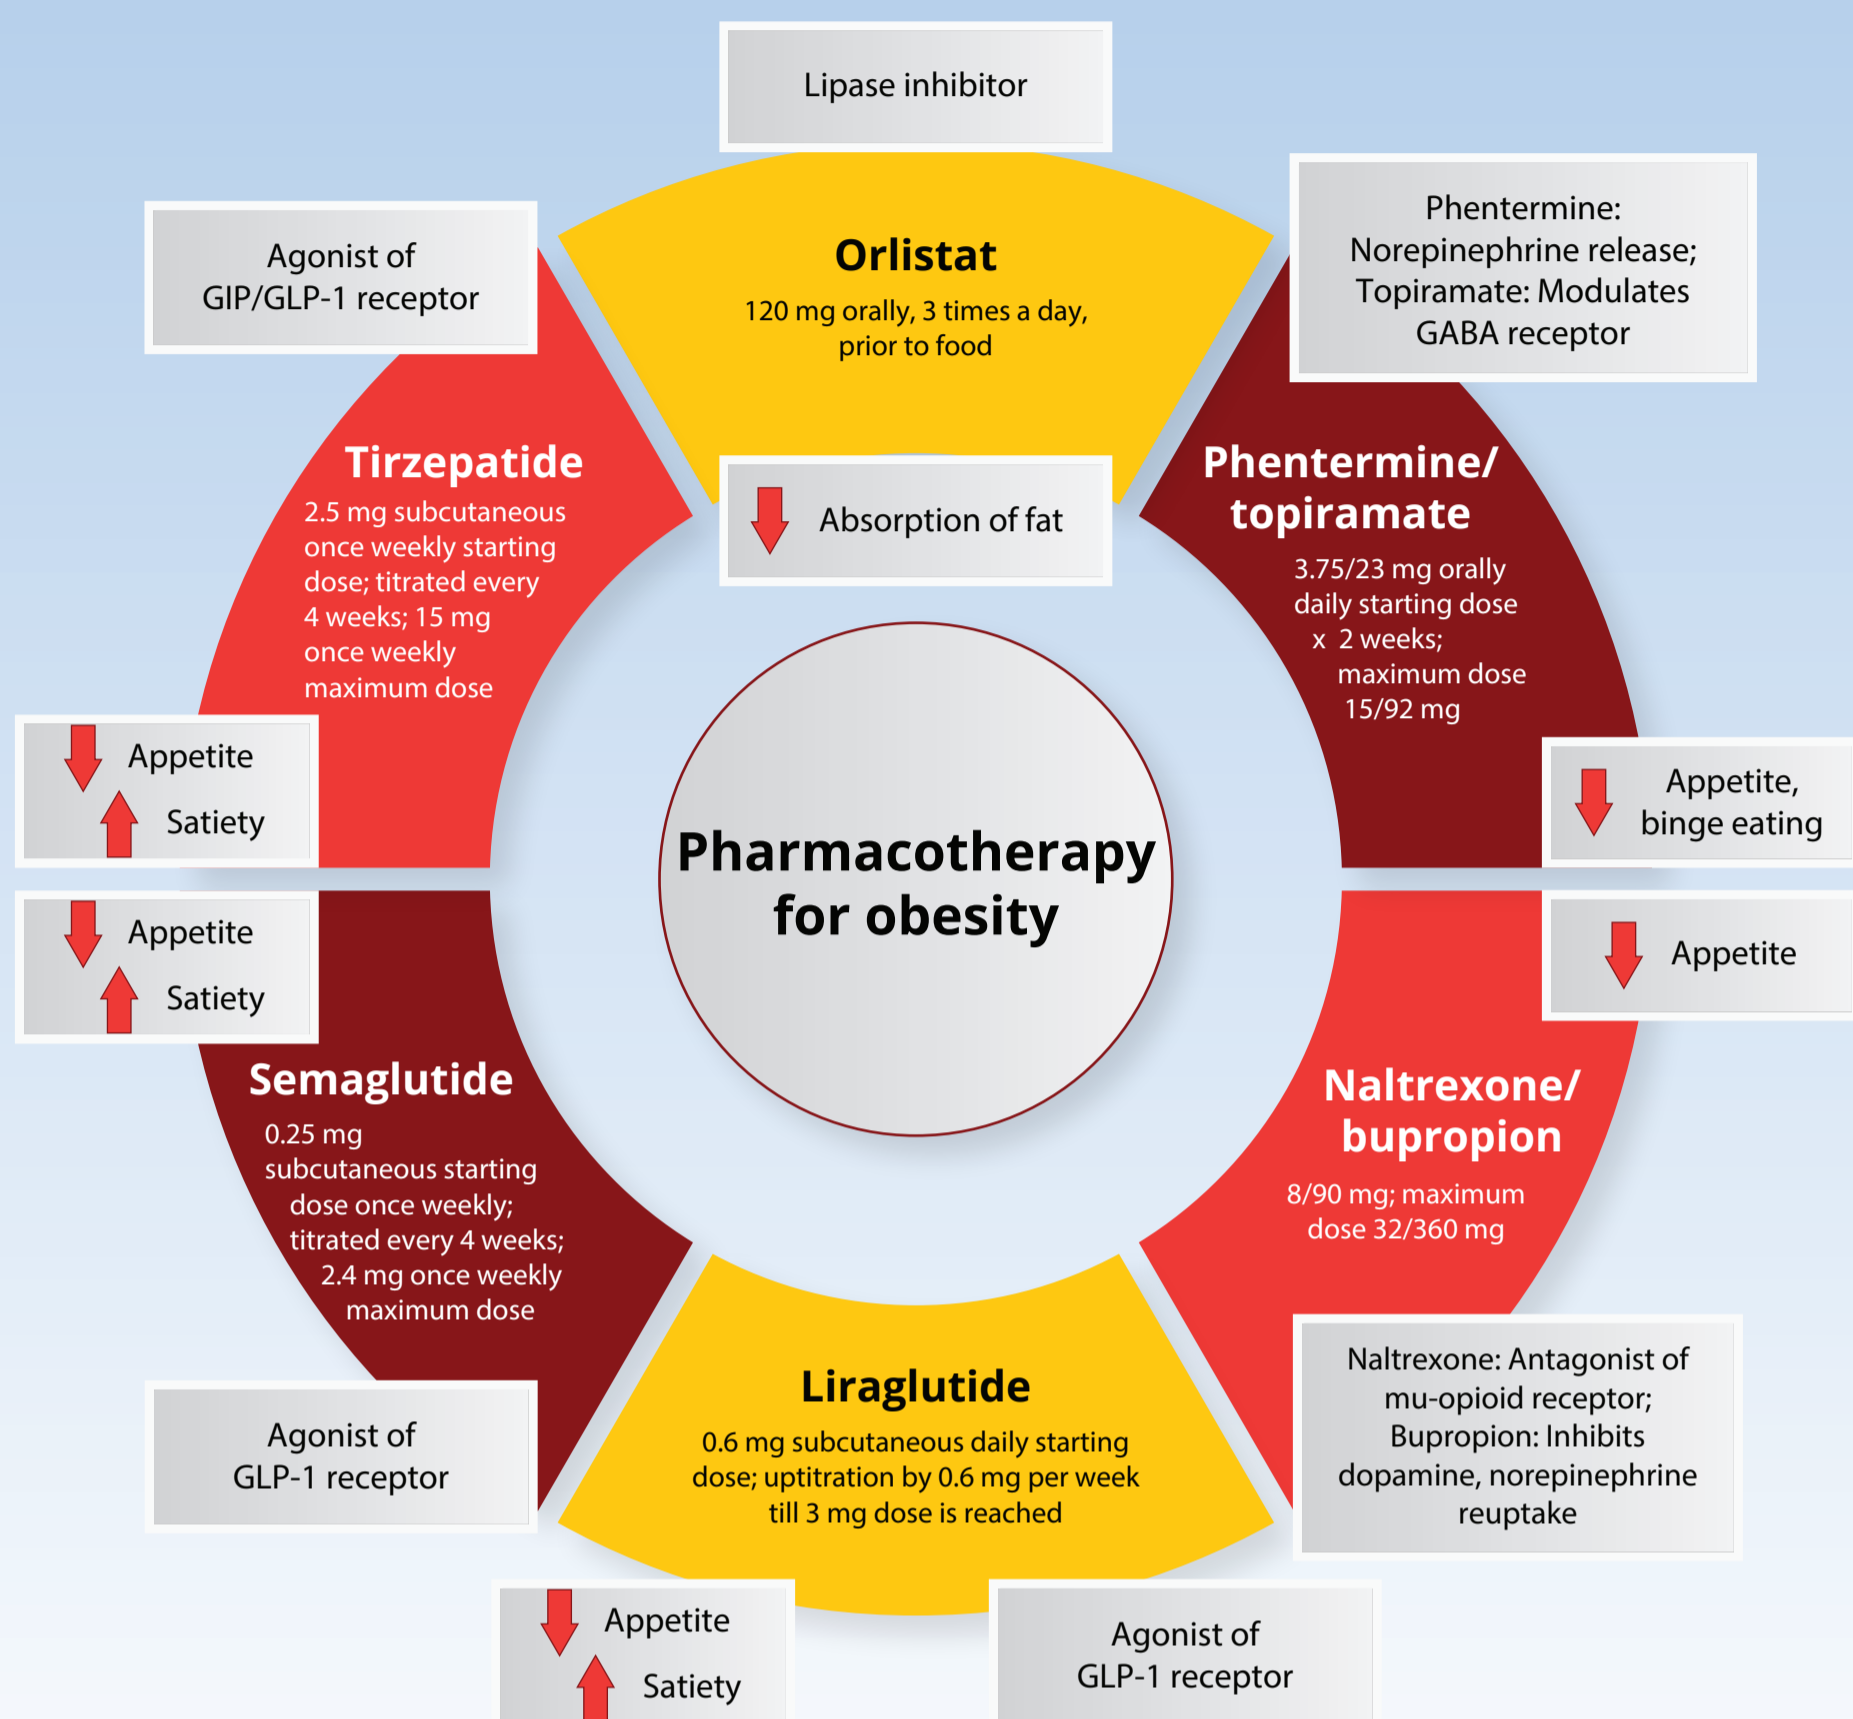 Lipase inhibitor
Orlistat
120 mg orally, 3 times a day,
prior to food
Absorption of fat
Phentermine:
Norepinephrine release;
Topiramate: Modulates
GABA receptor
Phentermine/
topiramate
3.75/23 mg orally
daily starting dose
x 2 weeks;
maximum dose
15/92 mg
Appetite,
binge eating
Appetite
Naltrexone/
bupropion
8/90 mg; maximum
dose 32/360 mg
Naltrexone: Antagonist of
mu-opioid receptor;
Bupropion: Inhibits
dopamine, norepinephrine
reuptake
Liraglutide
0.6 mg subcutaneous daily starting
dose; uptitration by 0.6 mg per week
till 3 mg dose is reached
Agonist of
GLP-1 receptor
Appetite
Satiety
Appetite
Satiety
Semaglutide
0.25 mg
subcutaneous starting
dose once weekly;
titrated every 4 weeks;
2.4 mg once weekly
maximum dose
Agonist of
GLP-1 receptor
Agonist of
GIP/GLP-1 receptor
Tirzepatide
2.5 mg subcutaneous
once weekly starting
dose; titrated every
4 weeks; 15 mg
once weekly
maximum dose
Appetite
Satiety
Pharmacotherapy
for obesity